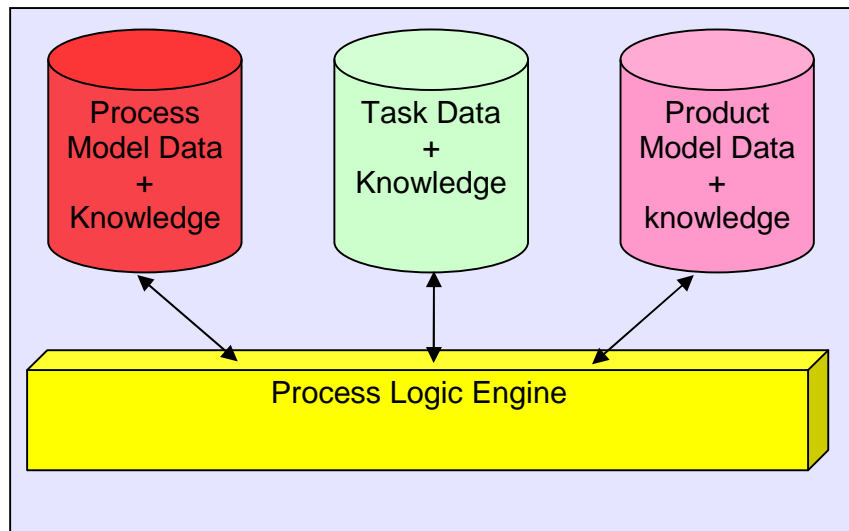 Process
Model Data
+
Knowledge
Task Data
+
Knowledge
Product
Model Data
+
knowledge
Process Logic Engine